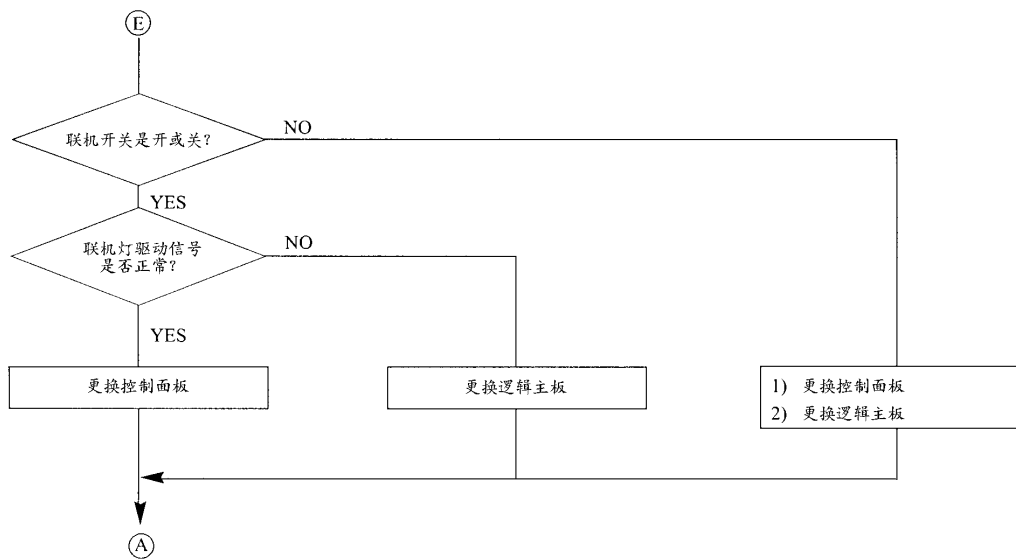 E
联机开关是开或关?
NO
YES
联机灯驱动信号
是否正常?
NO
YES
更换控制面板
更换逻辑主板
1) 更换控制面板
2) 更换逻辑主板
A